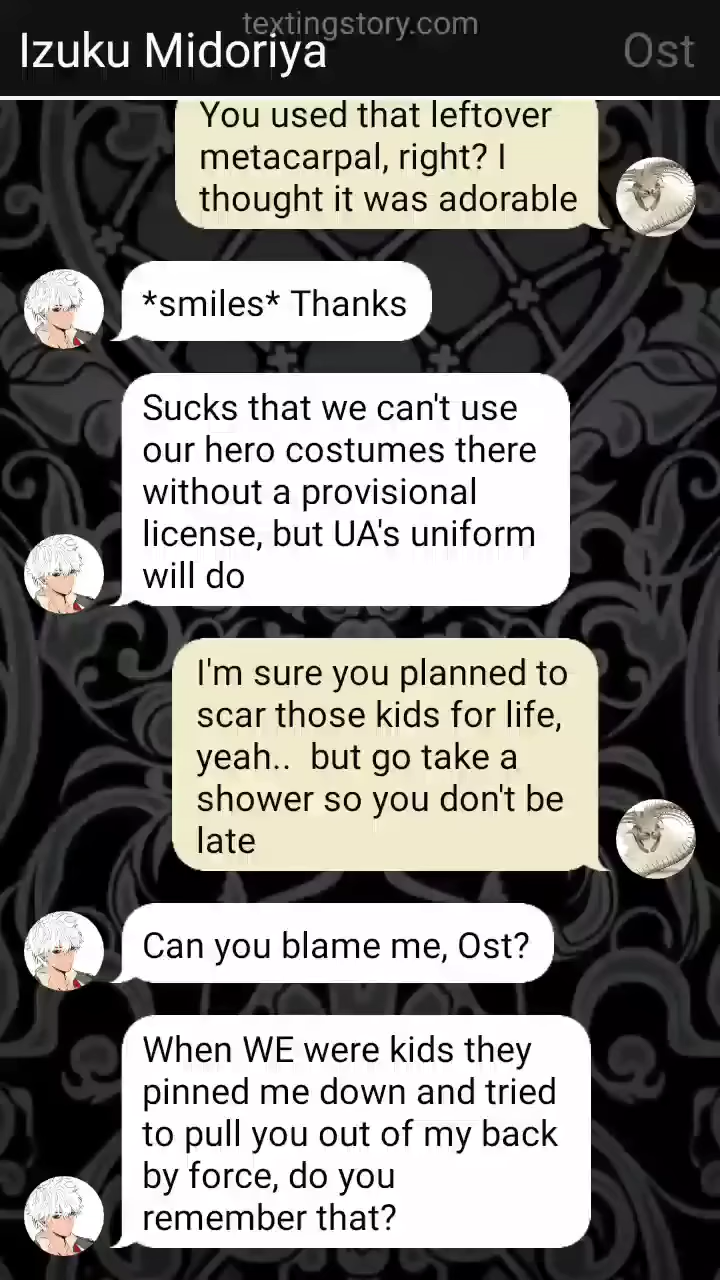 textingstory.com
Izuku Midoriya
Ost
You used that leftover
metacarpal, right? I
thought it was adorable
*smiles* Thanks
Sucks that we can't use
our hero costumes there
without a provisional
license, but UA's uniform
will do
I'm sure you planned to
scar those kids for life,
yeah..  but go take a
shower so you don't be
late
Can you blame me, Ost?
When WE were kids they
pinned me down and tried
to pull you out of my back
by force, do you
remember that?